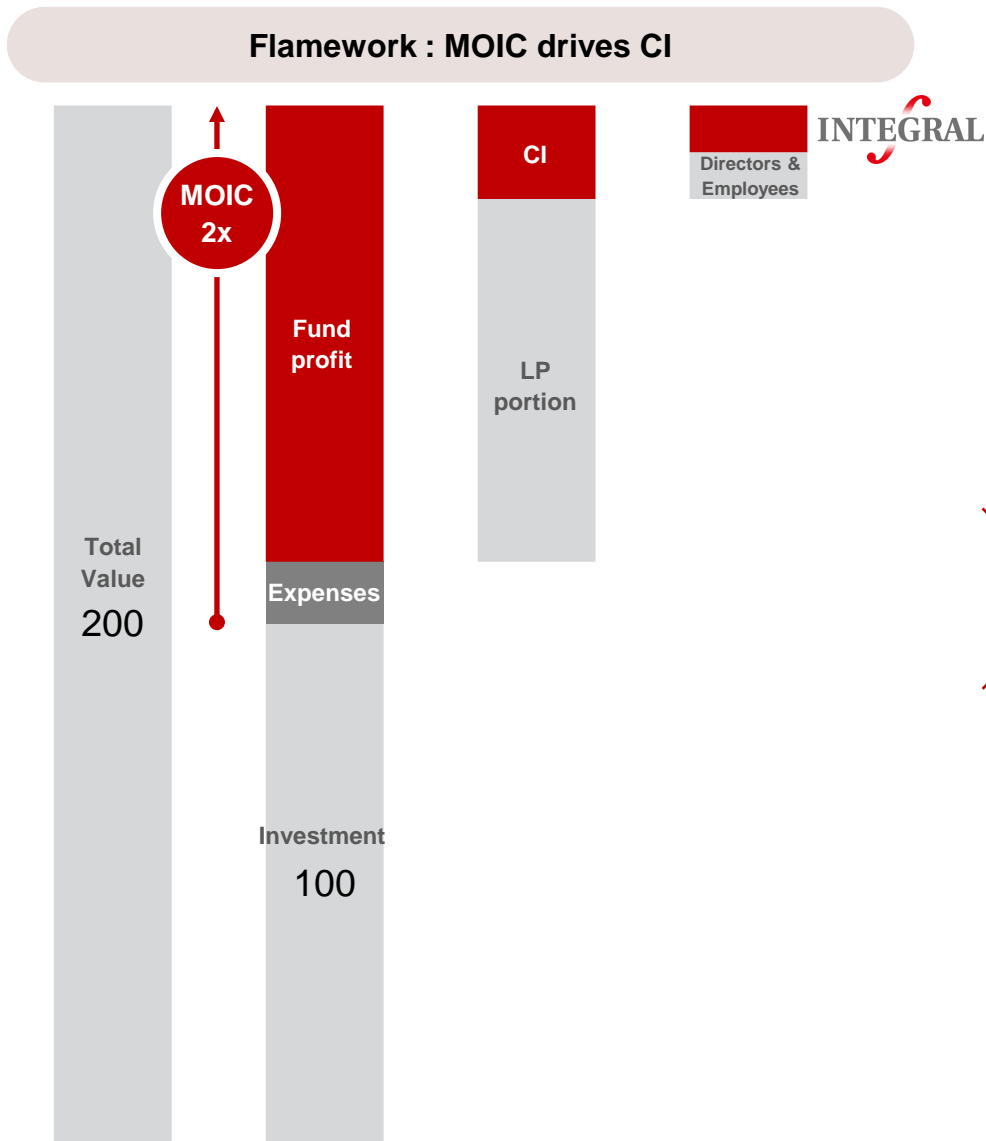 Flamework : MOIC drives CI
MOIC
2x
CI
INTEGRAL
Directors &
Employees
Fund
profit
LP
portion
Total
Value
200
Expenses
Investment
100